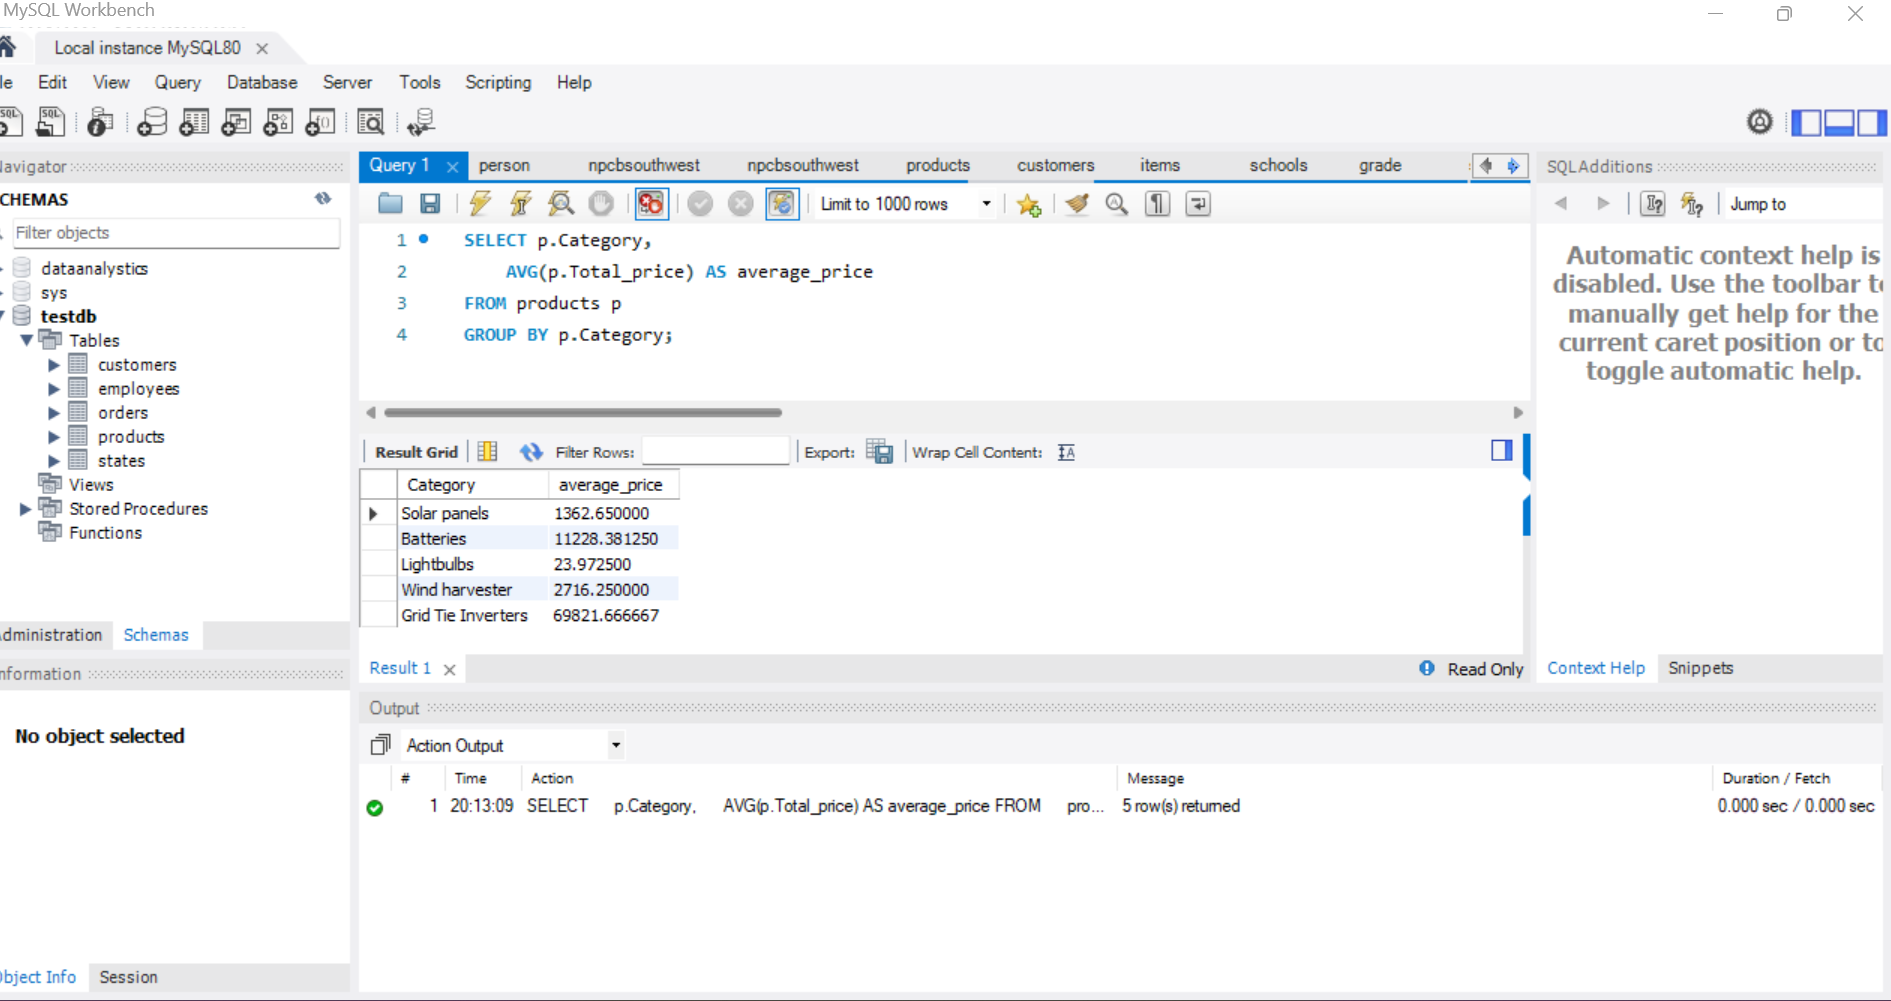 MySQL Workbench
Local instance MySQL80
le Edit View Query Database Server Tools Scripting Help
Navigator
CHEMAS
Filter objects
dataanalystics
sys
testdb
Tables
customers
employees
orders
products
states
Views
Stored Procedures
Functions
dministration Schemas
nformation
No object selected
bject Info Session
Query 1 person npcbsouthwest npcbsouthwest products customers items schools grade
Limit to 1000 rows
1 SELECT p.Category,
2 AVG(p.Total_price) AS average_price
3 FROM products p
4 GROUP BY p.Category;
Result Grid Filter Rows: Export: Wrap Cell Content:
Category average_price
Solar panels 1362.650000
Batteries 11228.381250
Lightbulbs 23.972500
Wind harvester 2716.250000
Grid Tie Inverters 69821.666667
Result 1 Read Only
Output
Action Output
# Time Action Message Duration / Fetch
1 20:13:09 SELECT p.Category, AVG(p.Total_price) AS average_price FROM pro... 5 row(s) returned 0.000 sec / 0.000 sec
SQLAdditions
Jump to
Automatic context help is
disabled. Use the toolbar to
manually get help for the
current caret position or to
toggle automatic help.
Context Help Snippets